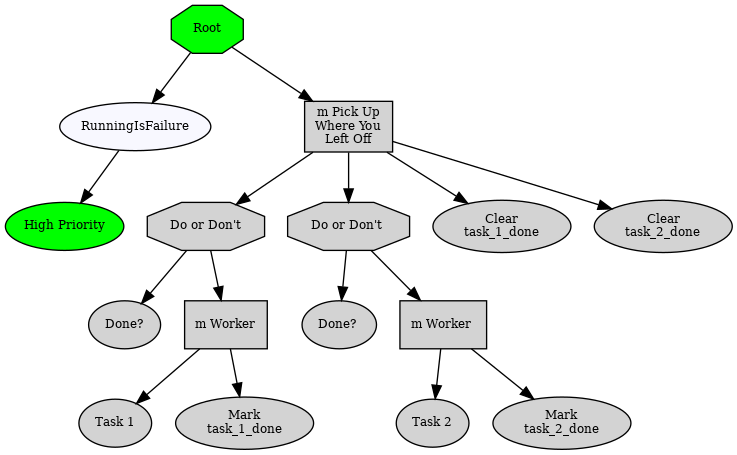 Root
RunningIsFailure
m Pick Up
Where You
Left Off
High Priority
Do or Don't
Do or Don't
Clear
task_1_done
Clear
task_2_done
Done?
m Worker
Done?
m Worker
Task 1
Mark
task_1_done
Task 2
Mark
task_2_done